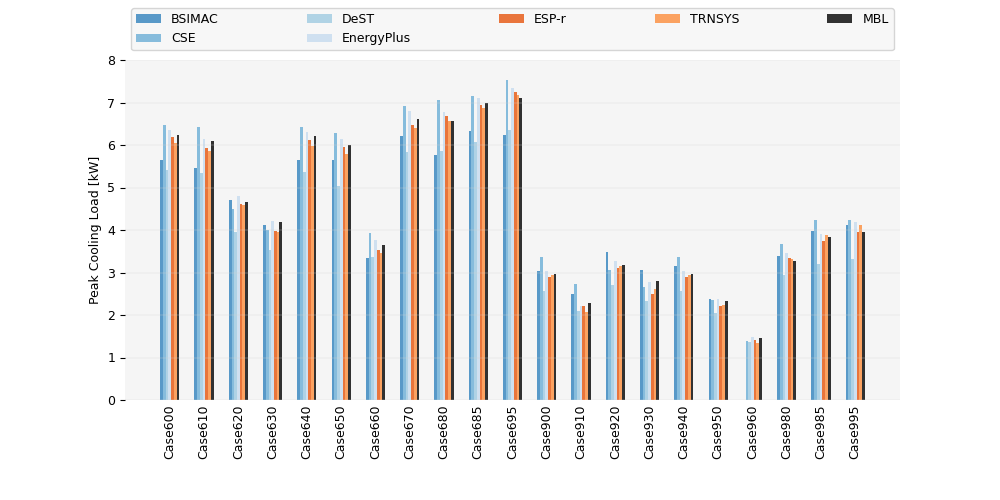 BSIMAC DeST ESP-r TRNSYS MBL
CSE EnergyPlus
8
7
6
5
4
3
2
1
0
Peak Cooling Load [kW]
Case600 Case610 Case620 Case630 Case640 Case650 Case660 Case670 Case680 Case685 Case695 Case900 Case910 Case920 Case930 Case940 Case950 Case960 Case980 Case985 Case995